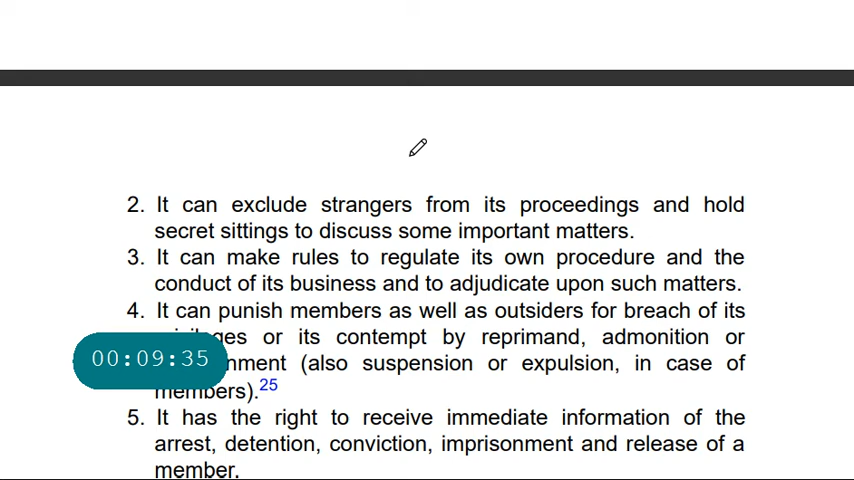 2. It can exclude strangers from its proceedings and hold
secret sittings to discuss some important matters.
3. It can make rules to regulate its own procedure and the
conduct of its business and to adjudicate upon such matters.
4. It can punish members as well as outsiders for breach of its
or its contempt by reprimand, admonition or
00:09:35
(also suspension or expulsion, in case of
members).25
5. It has the right to receive immediate information of the
arrest, detention, conviction, imprisonment and release of a
member.